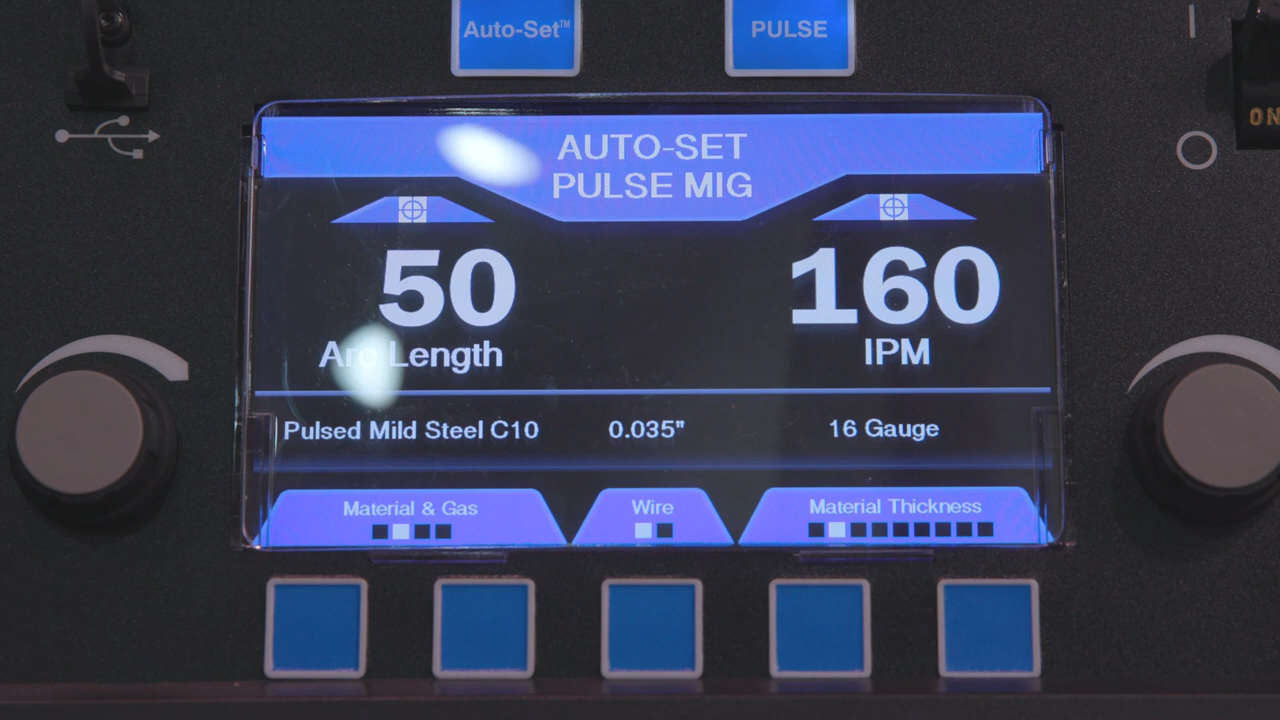 Auto-Set™
PULSE
ON
AUTO-SET
PULSE MIG
50
160
Arc Length
IPM
Pulsed Mild Steel C10
0.035"
16 Gauge
Material & Gas
Wire
Material Thickness